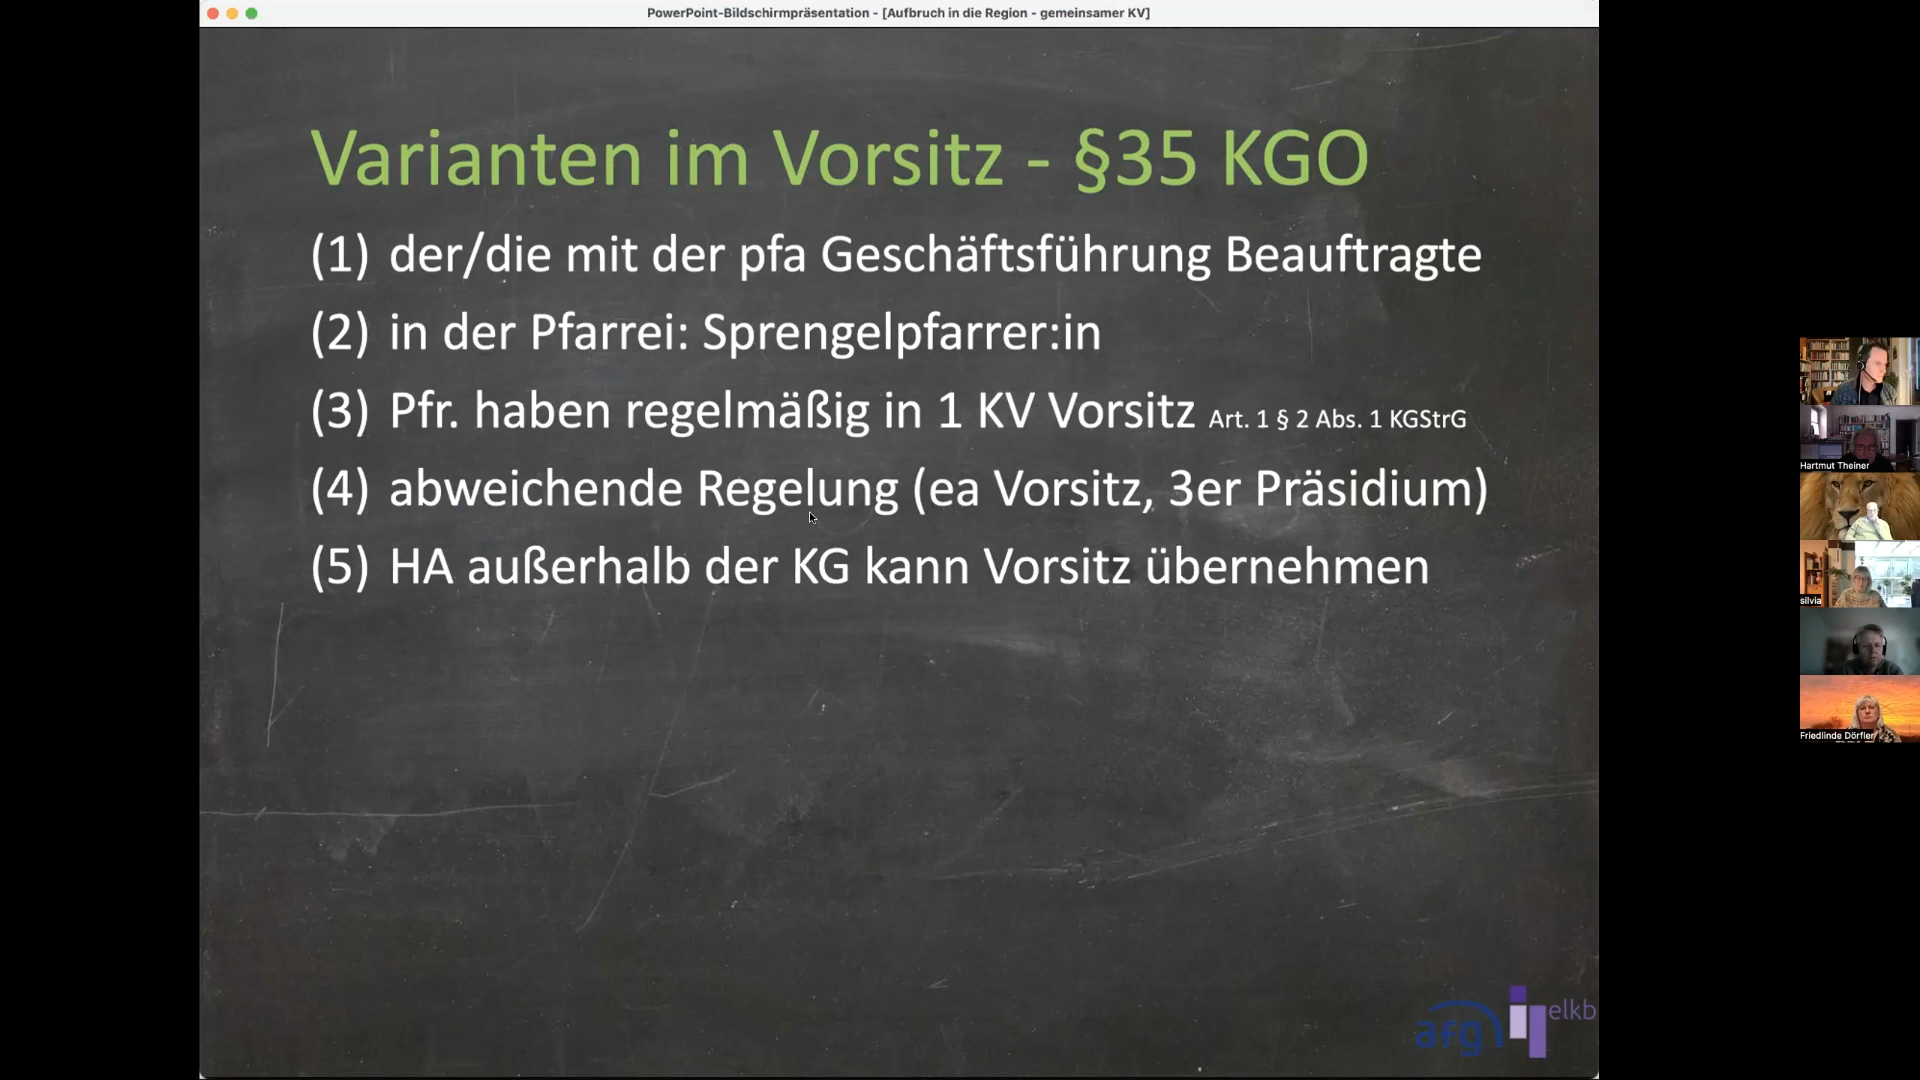 PowerPoint-Bildschirmpräsentation - [Aufbruch in die Region - gemeinsamer KV]
Varianten im Vorsitz - §35 KGO
(1) der/die mit der pfa Geschäftsführung Beauftragte
(2) in der Pfarrei: Sprengelpfarrer:in
(3) Pfr. haben regelmäßig in 1 KV Vorsitz Art. 1 § 2 Abs. 1 KGStrG
(4) abweichende Regelung (ea Vorsitz, 3er Präsidium)
(5) HA außerhalb der KG kann Vorsitz übernehmen
Hartmut Theiner
silvia
Friedlinde Dörfler
afg elkb